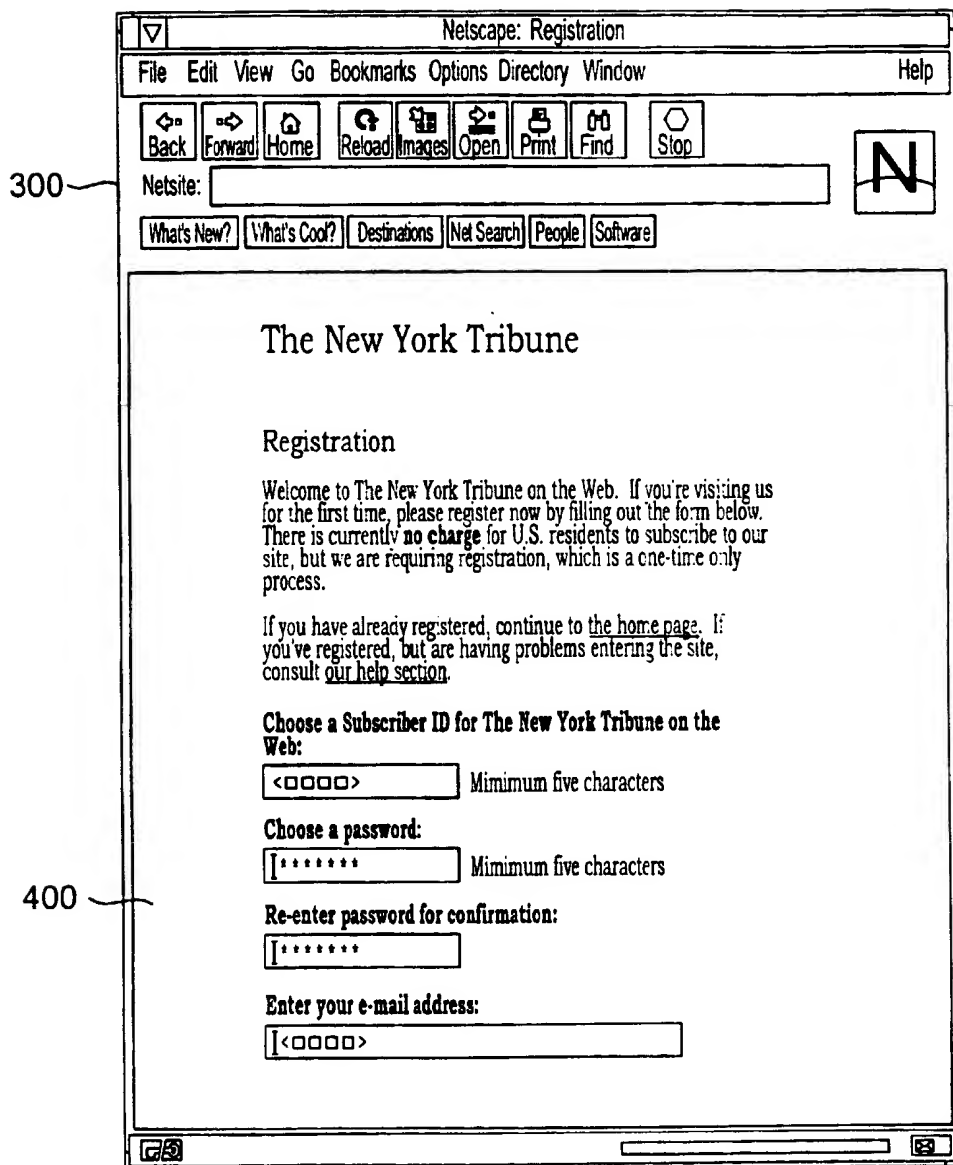 Netscape: Registration
File Edit View Go Bookmarks Options Directory Window Help
Back Forward Home Reload Images Open Print Find Stop
N
300
Netsite:
What's New? What's Cool? Destinations Net Search People Software
The New York Tribune
Registration
Welcome to The New York Tribune on the Web. If you're visiting us
for the first time, please register now by filling out the form below.
There is currently no charge for U.S. residents to subscribe to our
site, but we are requiring registration, which is a one-time only
process.
If you have already registered, continue to the home page. If
you've registered, but are having problems entering the site,
consult our help section.
Choose a Subscriber ID for The New York Tribune on the
Web:
<□□□□> Mimimum five characters
Choose a password:
******* Mimimum five characters
400
Re-enter password for confirmation:
*******
Enter your e-mail address:
<□□□□>